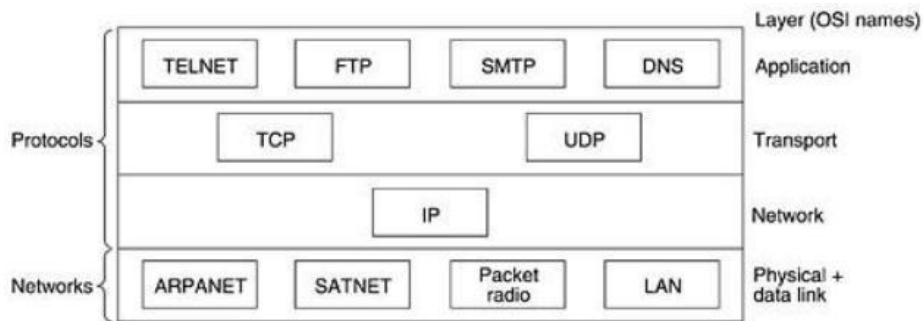 Layer (OSI names)
TELNET FTP SMTP DNS Application
Protocols TCP UDP Transport
IP Network
Networks ARPANET SATNET Packet radio LAN Physical + data link